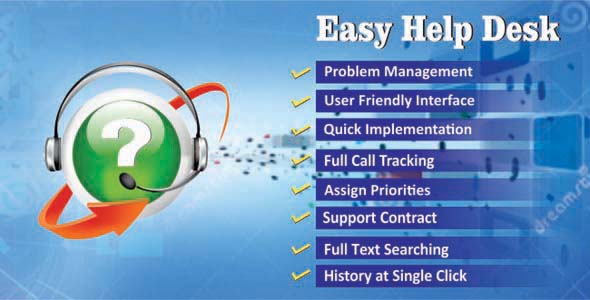 Easy Help Desk
Problem Management
User Friendly Interface
Quick Implementation
Full Call Tracking
Assign Priorities
Support Contract
Full Text Searching
History at Single Click
?